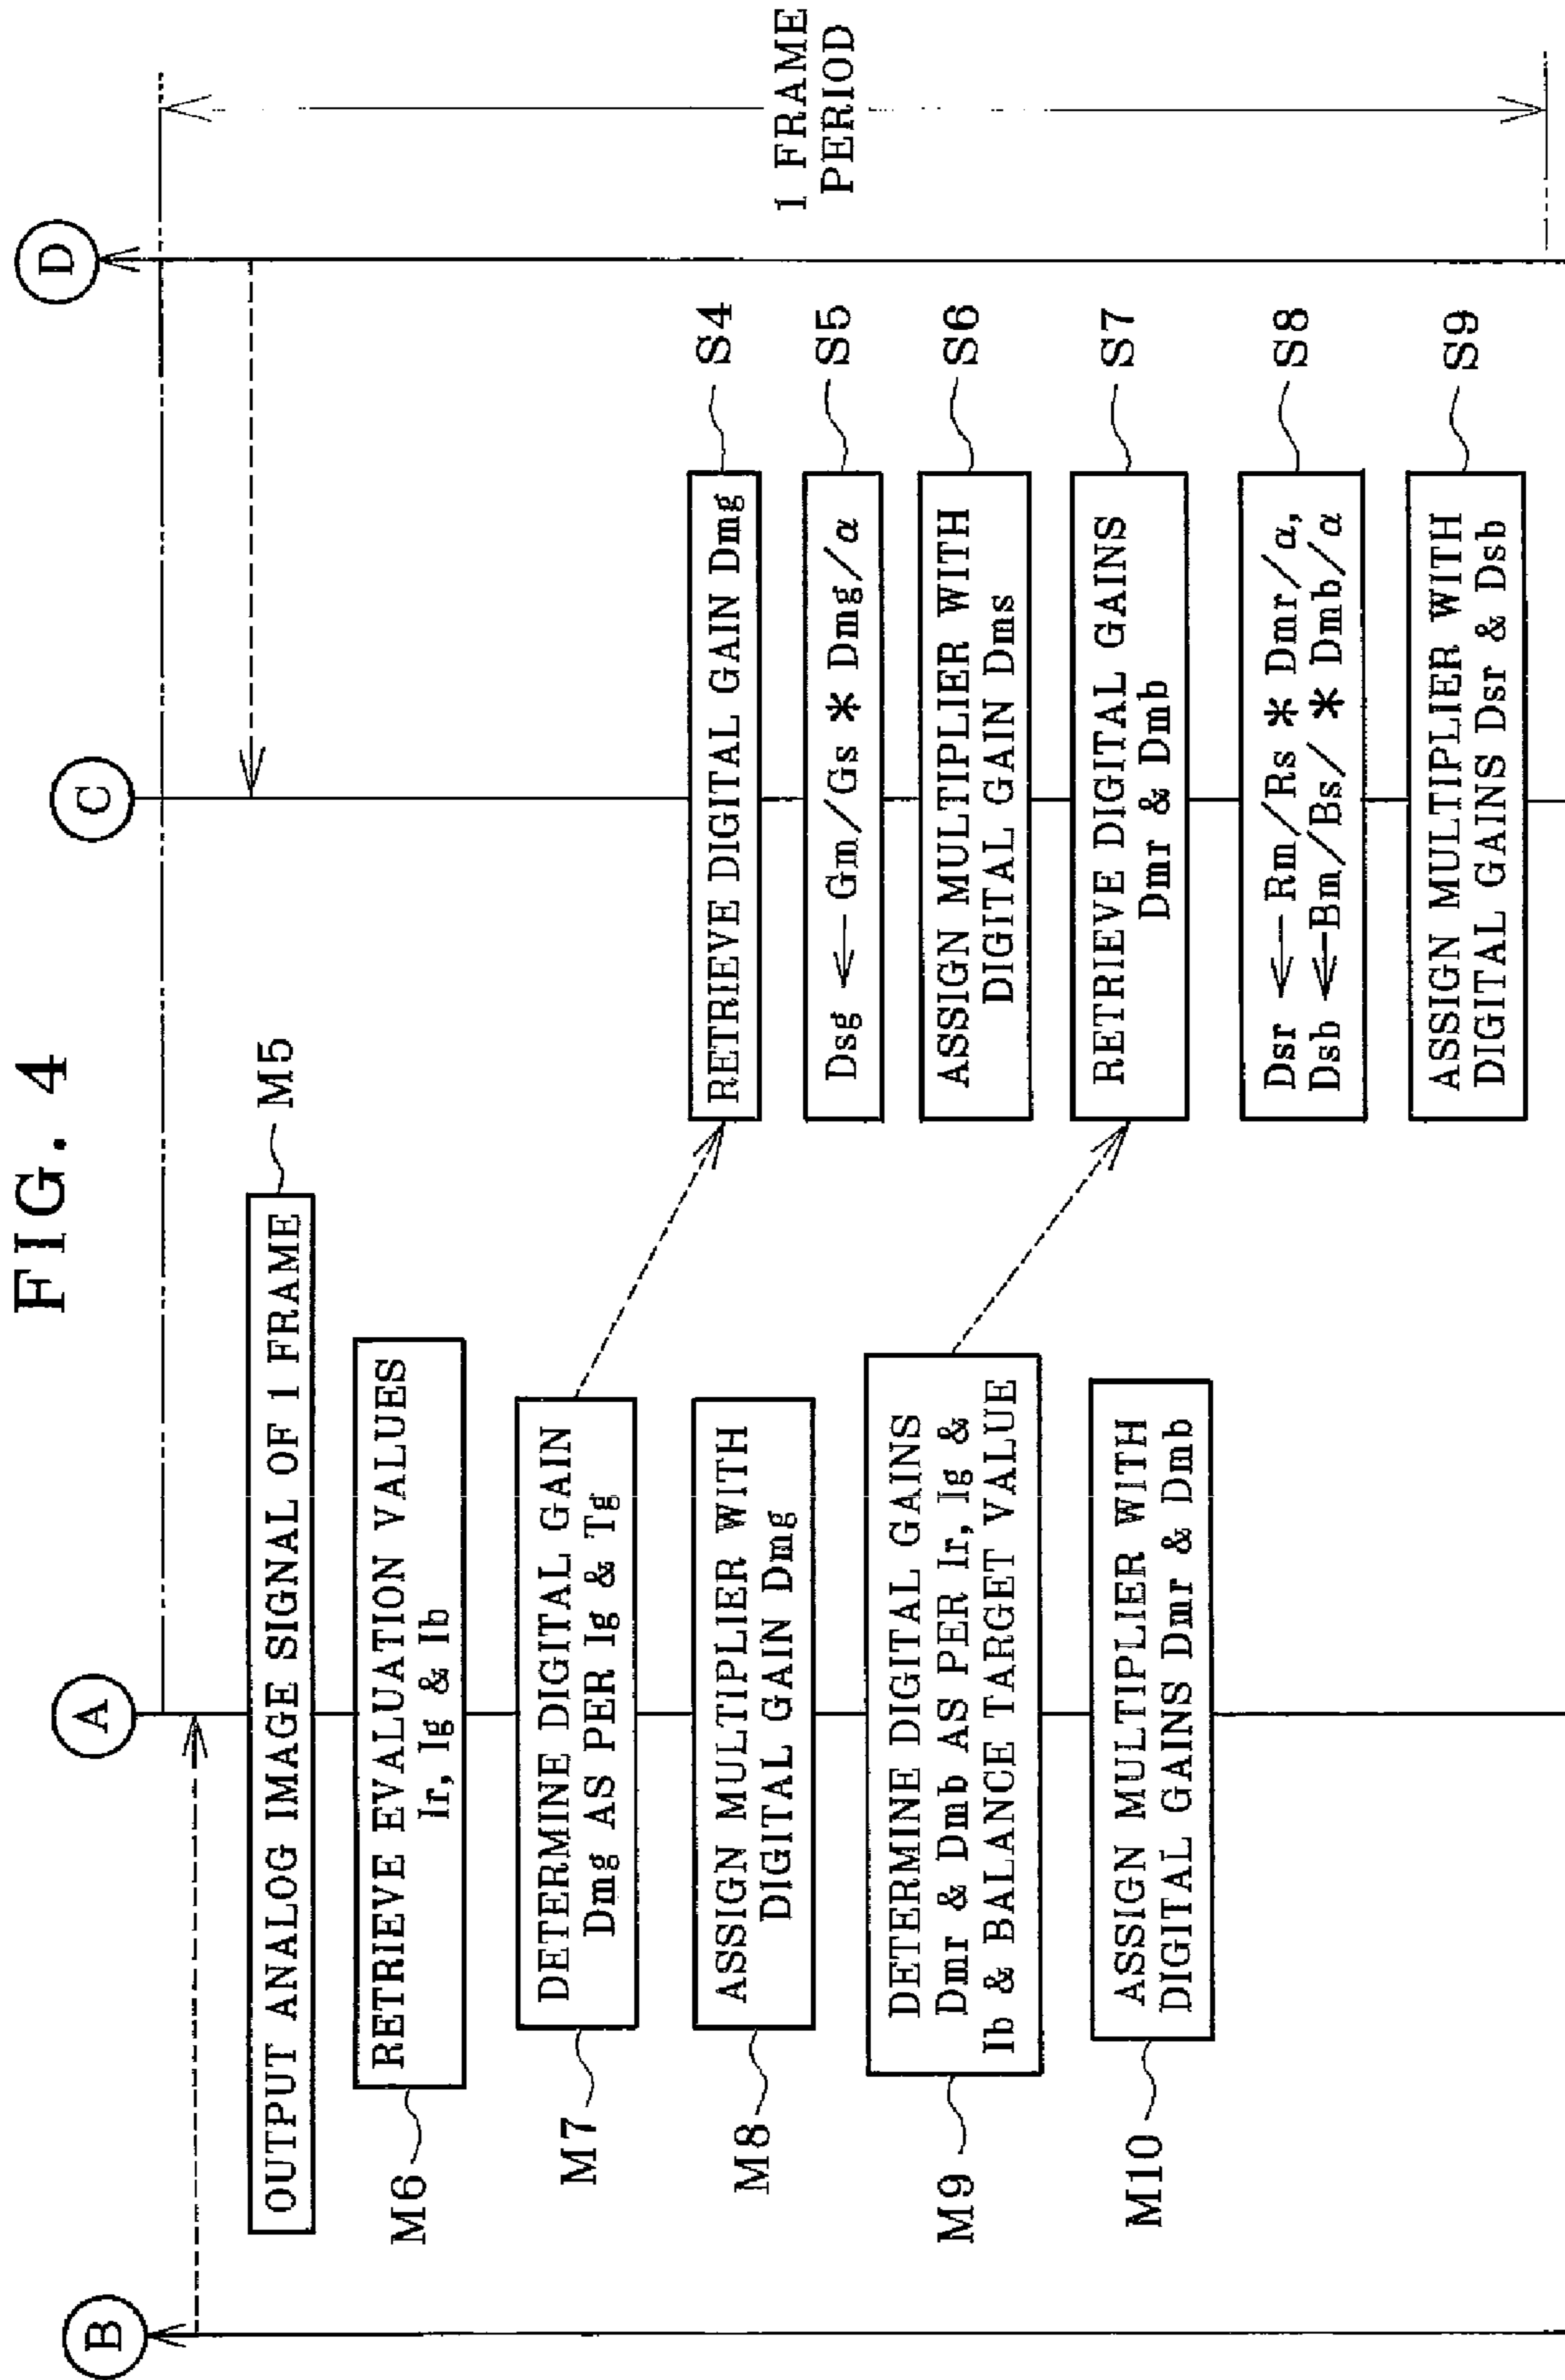 FIG. 4
B
A
C
D
1 FRAME
PERIOD
OUTPUT ANALOG IMAGE SIGNAL OF 1 FRAME
M5
M6
RETRIEVE EVALUATION VALUES
Ir, Ig & Ib
M7
DETERMINE DIGITAL GAIN
Dmg AS PER Ig & Tg
M8
ASSIGN MULTIPLIER WITH
DIGITAL GAIN Dmg
M9
DETERMINE DIGITAL GAINS
Dmr & Dmb AS PER Ir, Ig &
Ib & BALANCE TARGET VALUE
M10
ASSIGN MULTIPLIER WITH
DIGITAL GAINS Dmr & Dmb
RETRIEVE DIGITAL GAIN Dmg
S4
Dsg ← Gm/Gs * Dmg/α
S5
ASSIGN MULTIPLIER WITH
DIGITAL GAIN Dms
S6
RETRIEVE DIGITAL GAINS
Dmr & Dmb
S7
Dsr ← Rm/Rs * Dmr/α,
Dsb ← Bm/Bs/ * Dmb/α
S8
ASSIGN MULTIPLIER WITH
DIGITAL GAINS Dsr & Dsb
S9